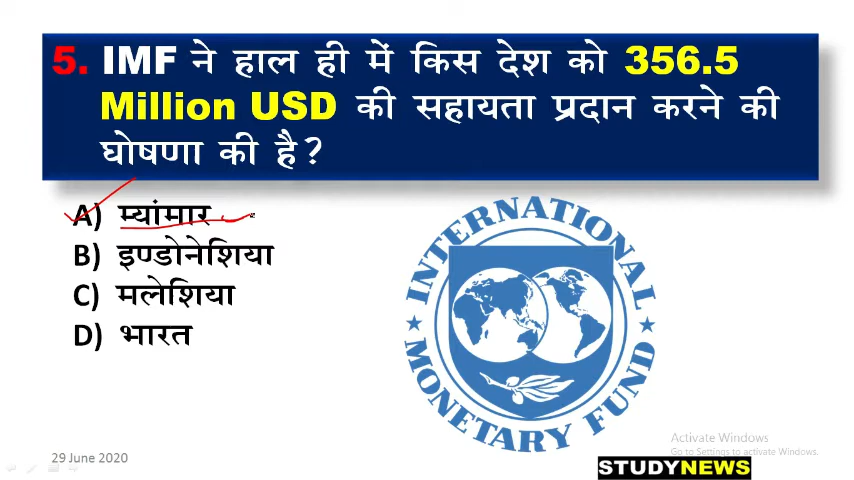 5. IMF ने हाल ही में किस देश को 356.5
Million USD की सहायता प्रदान करने की
घोषणा की है?
A) म्यांमार
B) इण्डोनेशिया
C) मलेशिया
D) भारत
INTERNATIONAL
MONETARY FUND
Activate Windows
Go to Settings to activate Windows.
29 June 2020
STUDYNEWS